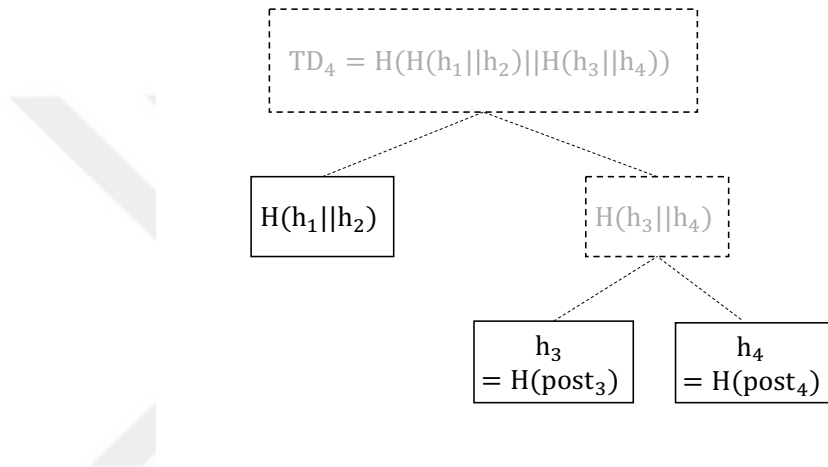 TD₄ = H(H(h₁||h₂)||H(h₃||h₄))
H(h₁||h₂)
H(h₃||h₄)
h₃
= H(post₃)
h₄
= H(post₄)